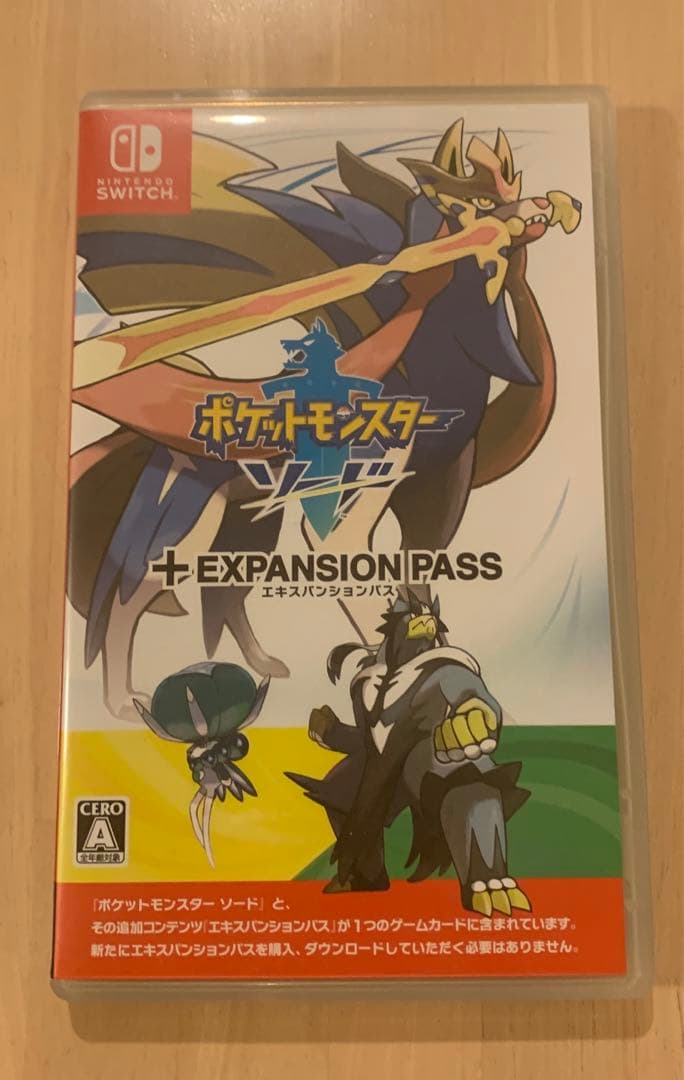 NINTENDO
SWITCH™
ポケットモンスター
ソード
+EXPANSION PASS
エキスパンションパス
CERO
A
全年齢対象
『ポケットモンスター ソード』と、
その追加コンテンツ『エキスパンションパス』が1つのゲームカードに含まれています。
新たにエキスパンションパスを購入、ダウンロードしていただく必要はありません。